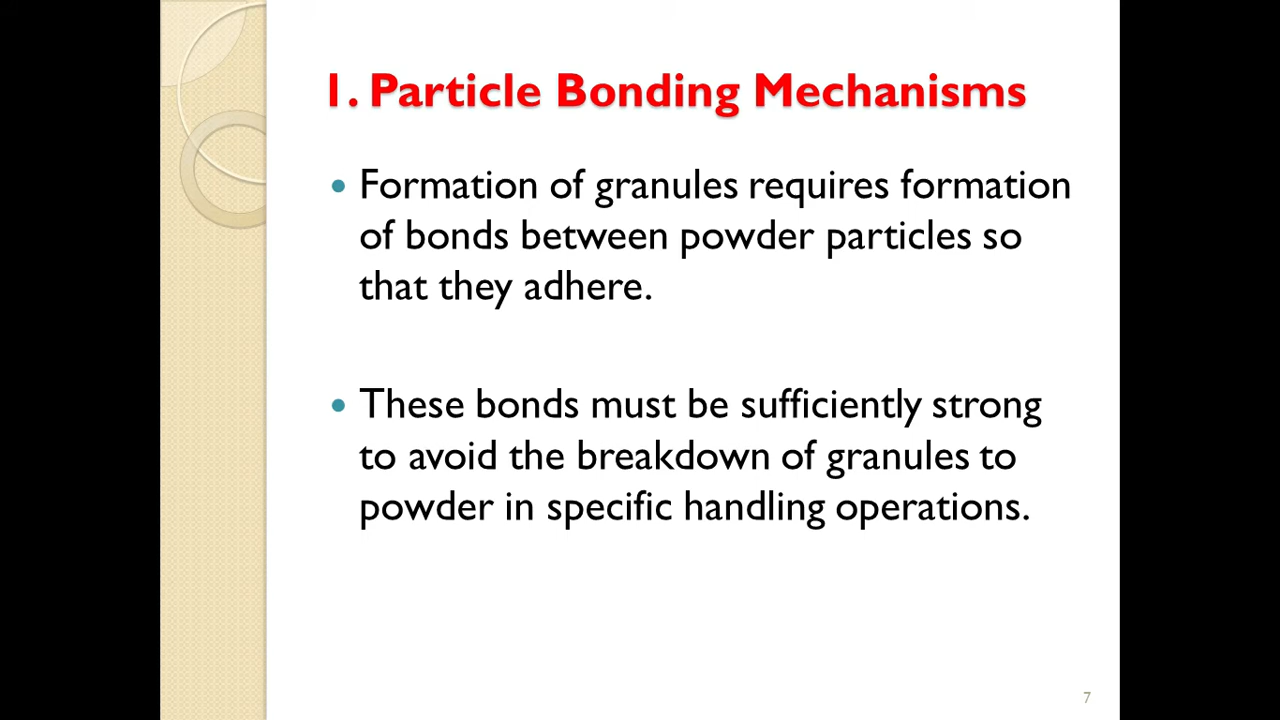 1. Particle Bonding Mechanisms
• Formation of granules requires formation
of bonds between powder particles so
that they adhere.
• These bonds must be sufficiently strong
to avoid the breakdown of granules to
powder in specific handling operations.
7